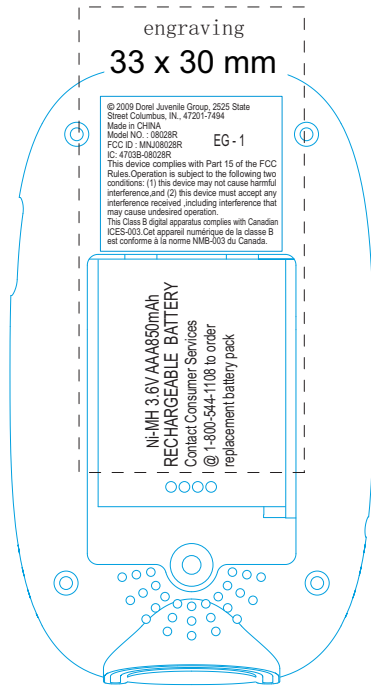 engraving
33 x 30 mm
© 2009 Dorel Juvenile Group, 2525 State
Street Columbus, IN., 47201-7494
Made in CHINA
Model NO. : 08028R
EG - 1
FCC ID : MNJ08028R
IC: 4703B-08028R
This device complies with Part 15 of the FCC
Rules.Operation is subject to the following two
conditions: (1) this device may not cause harmful
interference,and (2) this device must accept any
interference received ,including interference that
may cause undesired operation.
This Class B digital apparatus complies with Canadian
ICES-003.Cet appareil numérique de la classe B
est conforme à la norme NMB-003 du Canada.
Ni-MH 3.6V AAA850mAh
RECHARGEABLE BATTERY
Contact Consumer Services
@ 1-800-544-1108 to order
replacement battery pack